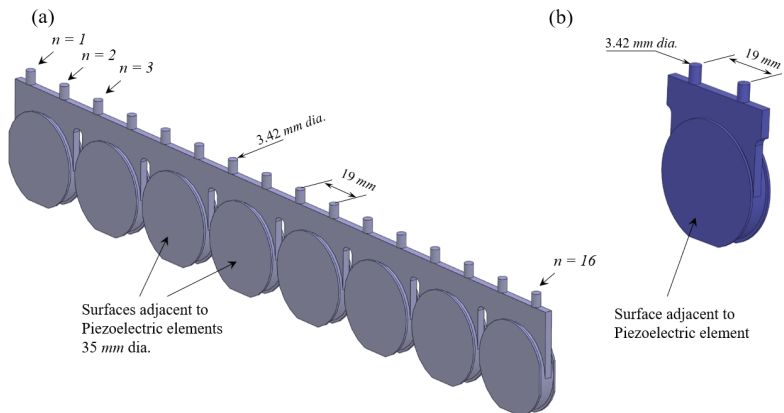 (a)
n = 1
n = 2
n = 3
3.42 mm dia.
19 mm
n = 16
Surfaces adjacent to
Piezoelectric elements
35 mm dia.
(b)
3.42 mm dia.
19 mm
Surface adjacent to
Piezoelectric element